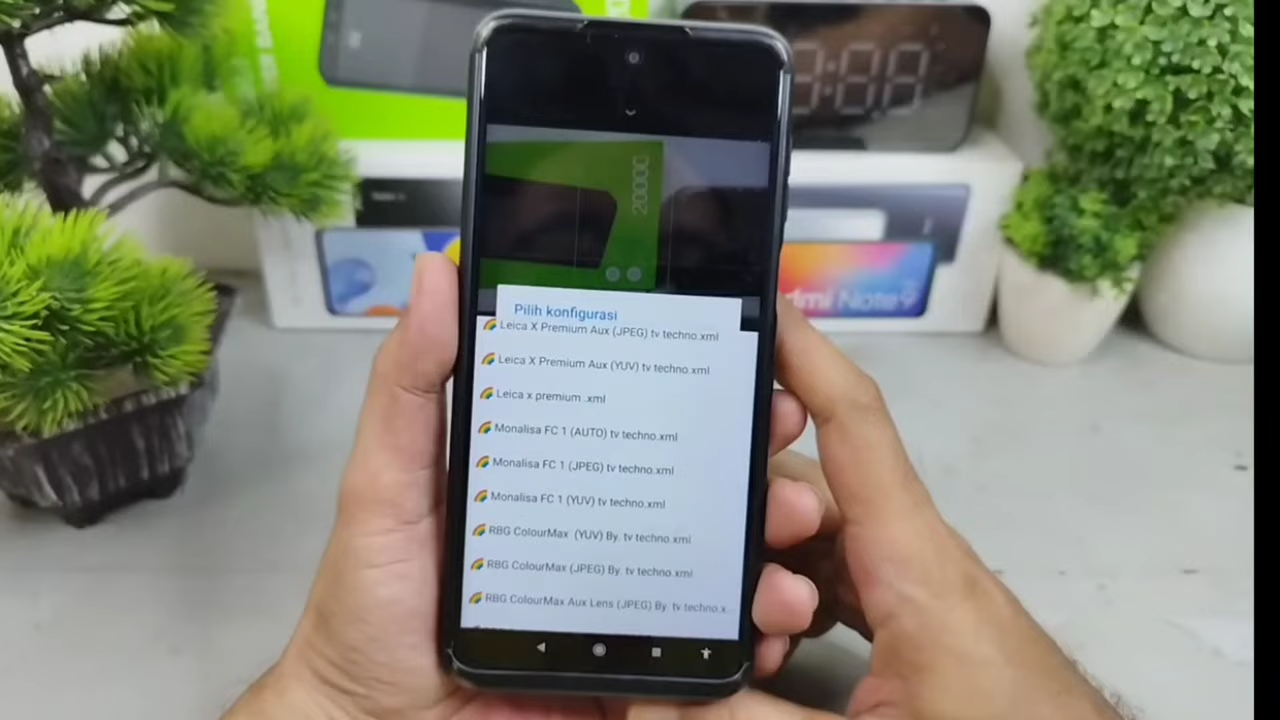 20000
Pilih konfigurasi
Leica X Premium Aux (JPEG) tv techno.xml
Leica X Premium Aux (YUV) tv techno.xml
Leica x premium .xml
Monalisa FC 1 (AUTO) tv techno.xml
Monalisa FC 1 (JPEG) tv techno.xml
Monalisa FC 1 (YUV) tv techno.xml
RBG ColourMax (YUV) By. tv techno.xml
RBG ColourMax (JPEG) By. tv techno.xml
RBG ColourMax Aux Lens (JPEG) By. tv techno.x...
Note 9